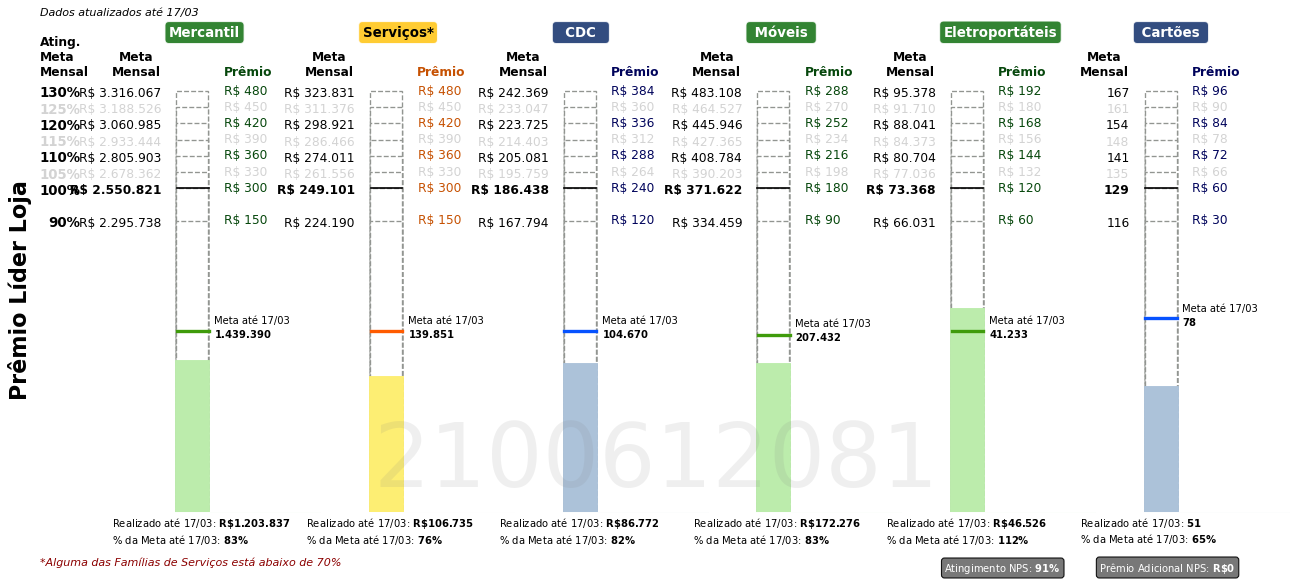 Dados atualizados até 17/03
Mercantil Serviços* CDC Móveis Eletroportáteis Cartões
Ating. Meta Mensal
Meta Mensal Prêmio Meta Mensal Prêmio Meta Mensal Prêmio Meta Mensal Prêmio Meta Mensal Prêmio Meta Mensal Prêmio
130% R$ 3.316.067 R$ 480 R$ 323.831 R$ 480 R$ 242.369 R$ 384 R$ 483.108 R$ 288 R$ 95.378 R$ 192 167 R$ 96
125% R$ 3.188.526 R$ 450 R$ 311.376 R$ 450 R$ 233.047 R$ 360 R$ 464.527 R$ 270 R$ 91.710 R$ 180 161 R$ 90
120% R$ 3.060.985 R$ 420 R$ 298.921 R$ 420 R$ 223.725 R$ 336 R$ 445.946 R$ 252 R$ 88.041 R$ 168 154 R$ 84
115% R$ 2.933.444 R$ 390 R$ 286.466 R$ 390 R$ 214.403 R$ 312 R$ 427.365 R$ 234 R$ 84.373 R$ 156 148 R$ 78
110% R$ 2.805.903 R$ 360 R$ 274.011 R$ 360 R$ 205.081 R$ 288 R$ 408.784 R$ 216 R$ 80.704 R$ 144 141 R$ 72
105% R$ 2.678.362 R$ 330 R$ 261.556 R$ 330 R$ 195.759 R$ 264 R$ 390.203 R$ 198 R$ 77.036 R$ 132 135 R$ 66
100% R$ 2.550.821 R$ 300 R$ 249.101 R$ 300 R$ 186.438 R$ 240 R$ 371.622 R$ 180 R$ 73.368 R$ 120 129 R$ 60
90% R$ 2.295.738 R$ 150 R$ 224.190 R$ 150 R$ 167.794 R$ 120 R$ 334.459 R$ 90 R$ 66.031 R$ 60 116 R$ 30
Prêmio Líder Loja
Meta até 17/03 Meta até 17/03 Meta até 17/03 Meta até 17/03 Meta até 17/03 Meta até 17/03
1.439.390 139.851 104.670 207.432 41.233 78
2100612081
Realizado até 17/03: R$1.203.837 Realizado até 17/03: R$106.735 Realizado até 17/03: R$86.772 Realizado até 17/03: R$172.276 Realizado até 17/03: R$46.526 Realizado até 17/03: 51
% da Meta até 17/03: 83% % da Meta até 17/03: 76% % da Meta até 17/03: 82% % da Meta até 17/03: 83% % da Meta até 17/03: 112% % da Meta até 17/03: 65%
*Alguma das Famílias de Serviços está abaixo de 70%
Atingimento NPS: 91% Prêmio Adicional NPS: R$0